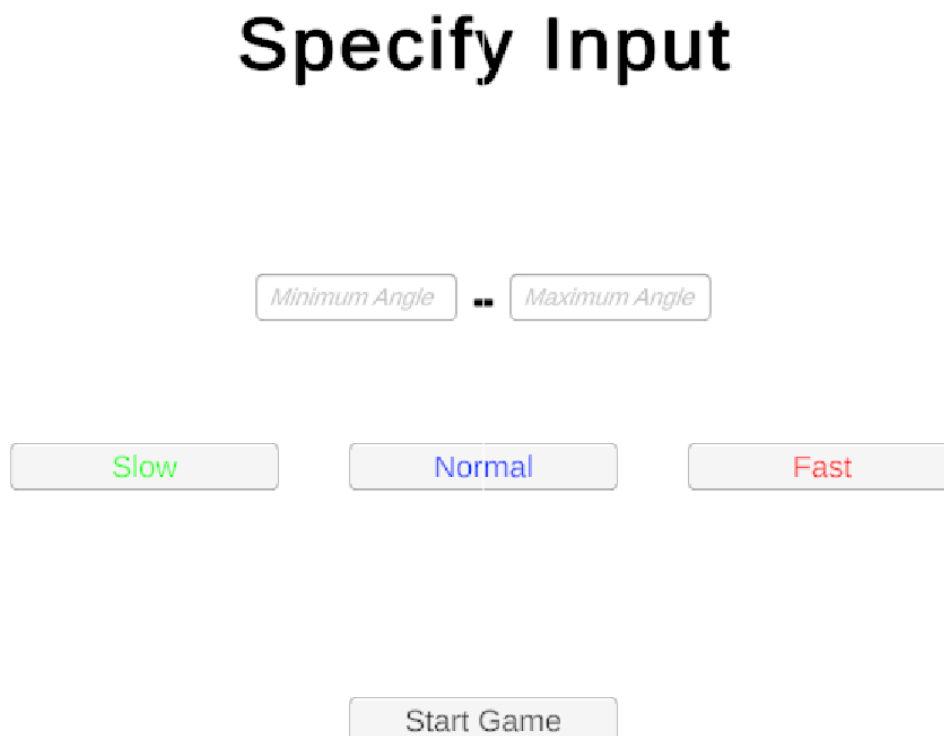 Specify Input
Minimum Angle -- Maximum Angle
Slow Normal Fast
Start Game